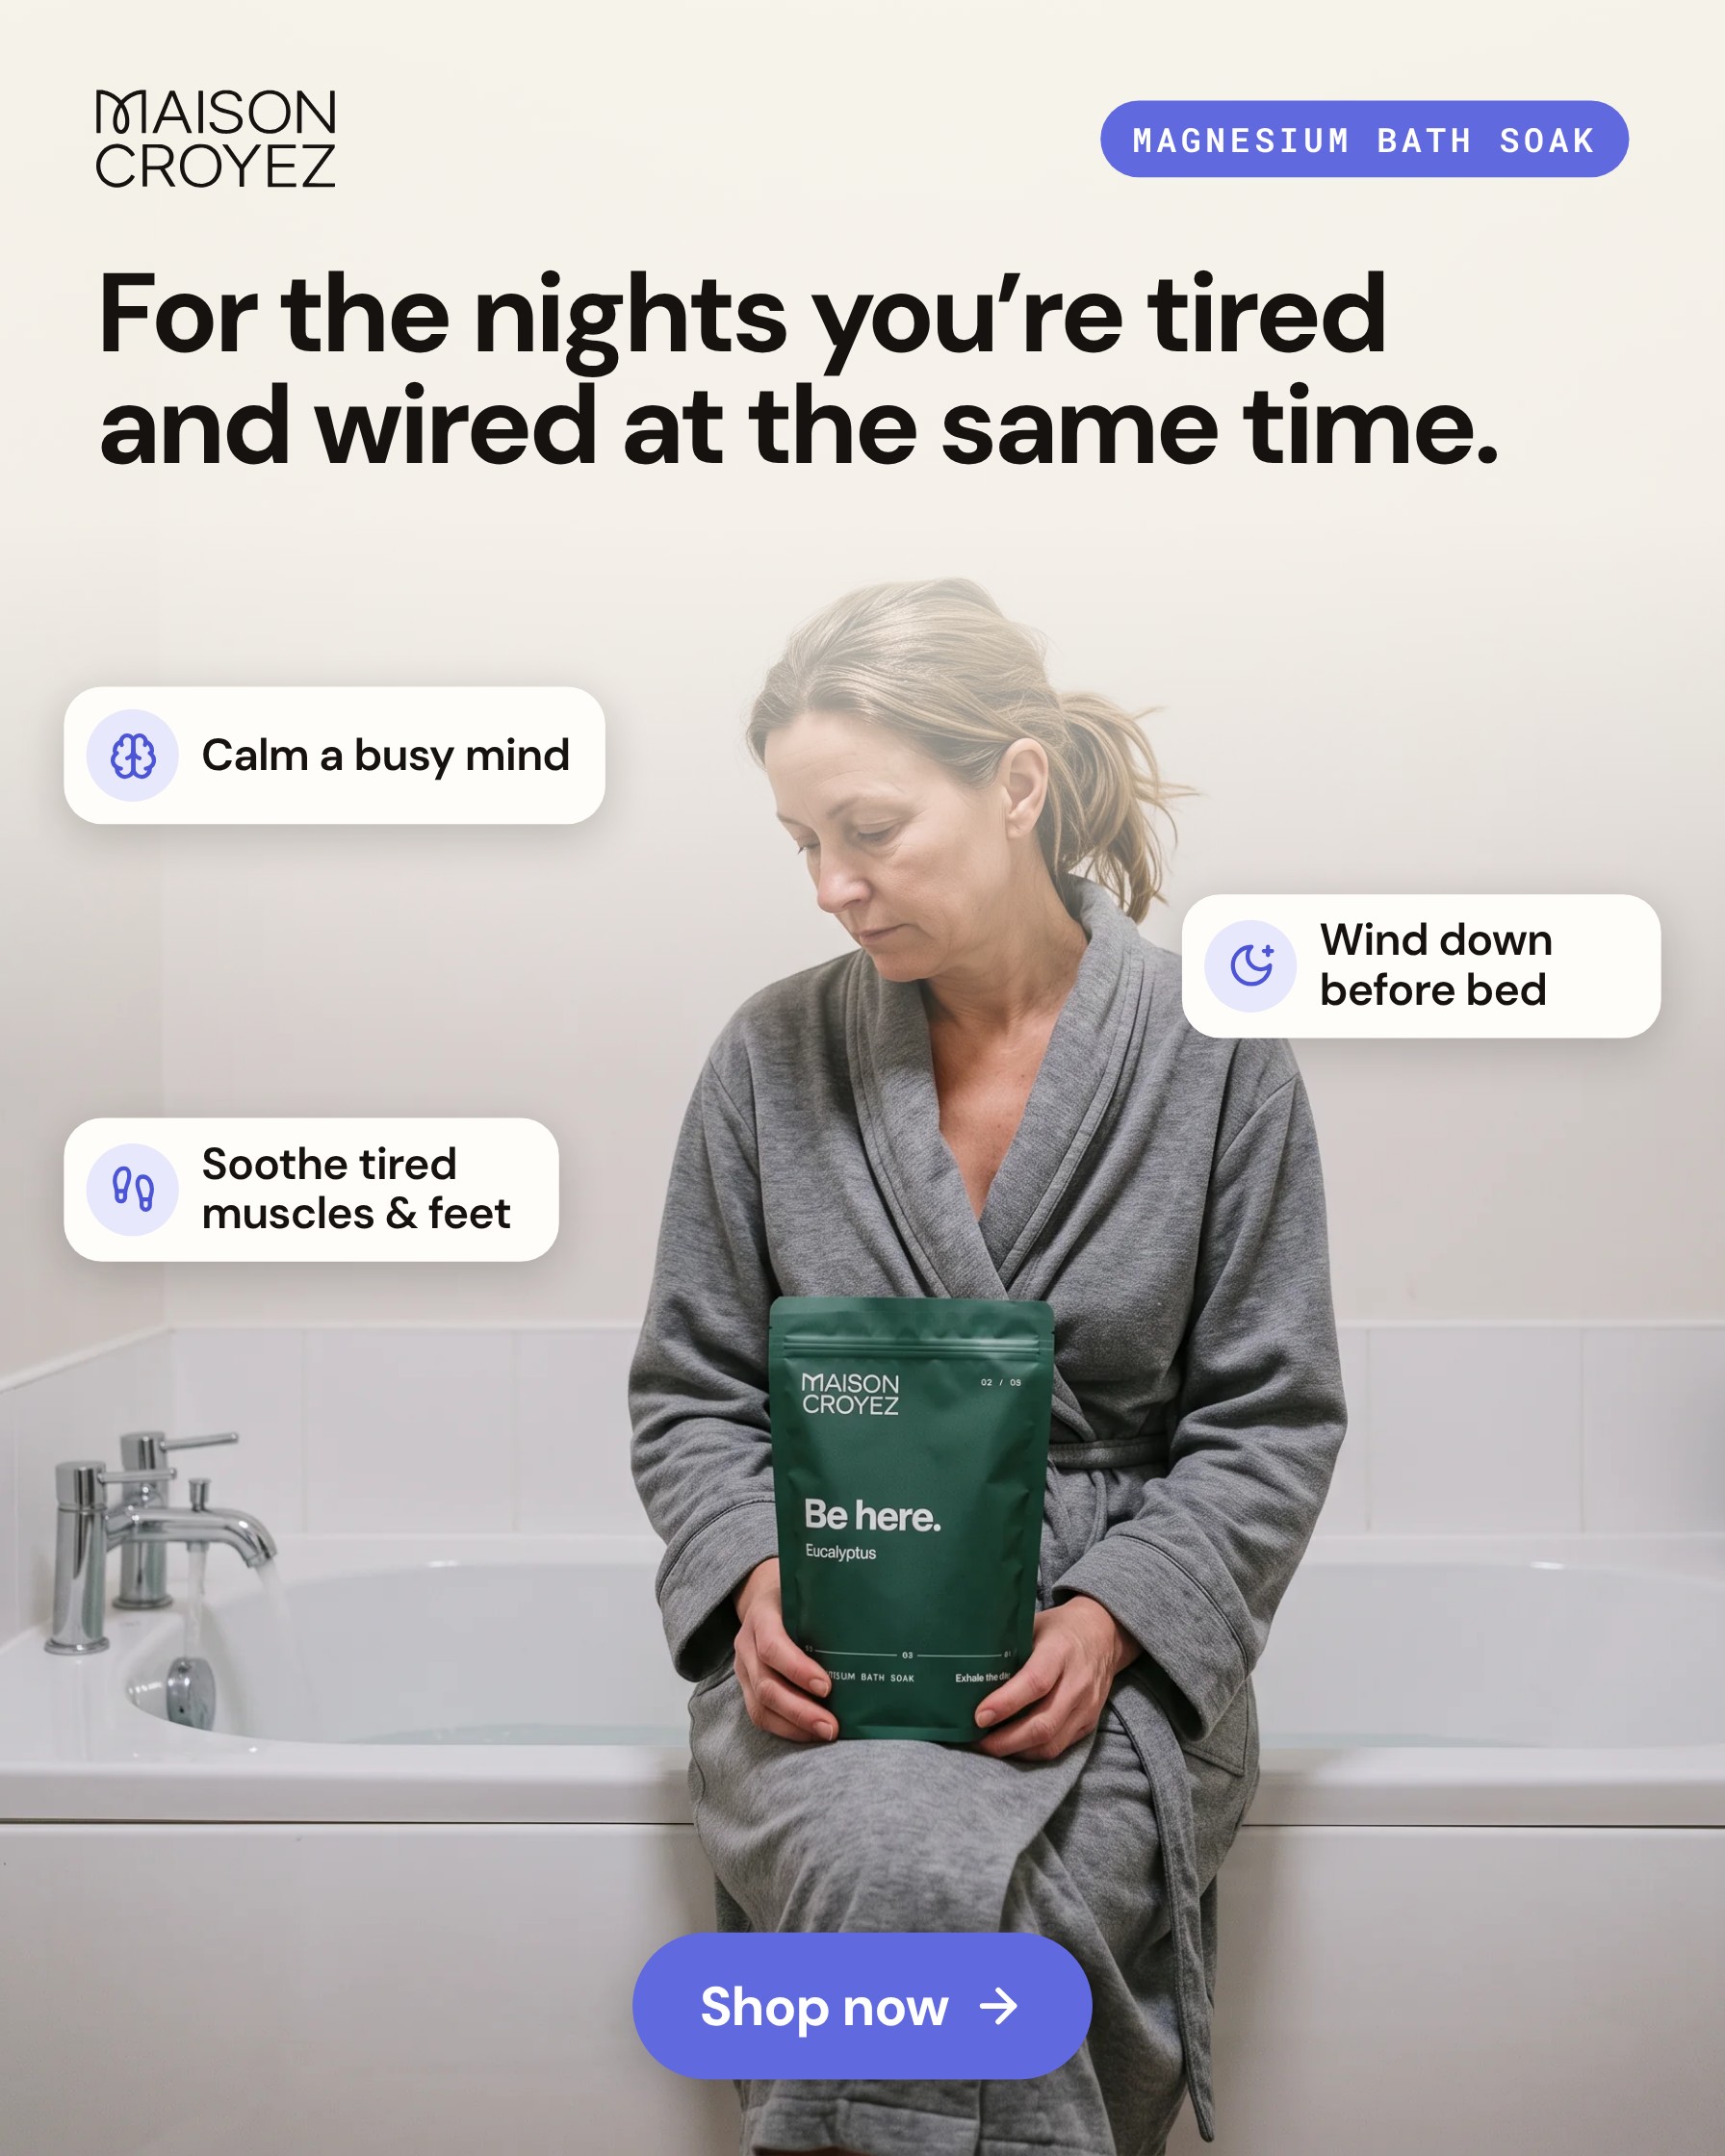 MAISON
CROYEZ
MAGNESIUM BATH SOAK
For the nights you’re tired
and wired at the same time.
Calm a busy mind
Wind down
before bed
Soothe tired
muscles & feet
MAISON
CROYEZ
02 / 05
Be here.
Eucalyptus
03
BATH SOAK
Exhale the
Shop now